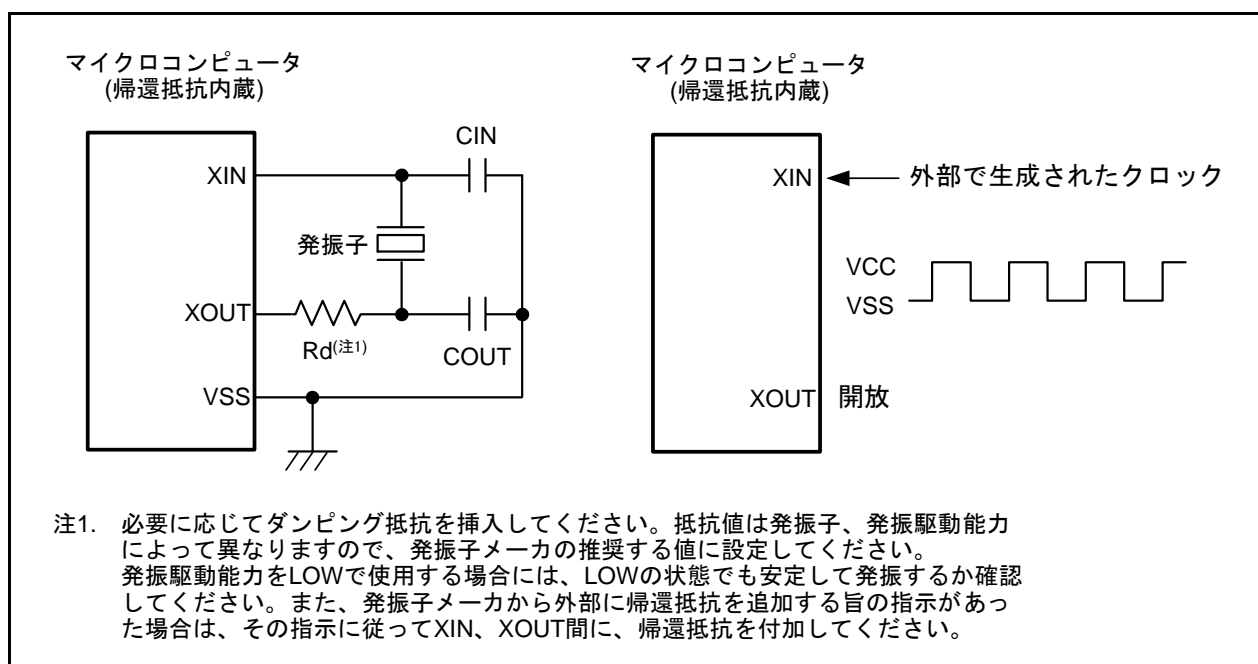 マイクロコンピュータ
(帰還抵抗内蔵)
XIN
CIN
発振子
XOUT
Rd(注1)
COUT
VSS
マイクロコンピュータ
(帰還抵抗内蔵)
XIN
外部で生成されたクロック
VCC
VSS
XOUT
開放
注1. 必要に応じてダンピング抵抗を挿入してください。抵抗値は発振子、発振駆動能力
によって異なりますので、発振子メーカの推奨する値に設定してください。
発振駆動能力をLOWで使用する場合には、LOWの状態でも安定して発振するか確認
してください。また、発振子メーカから外部に帰還抵抗を追加する旨の指示があっ
た場合は、その指示に従ってXIN、XOUT間に、帰還抵抗を付加してください。